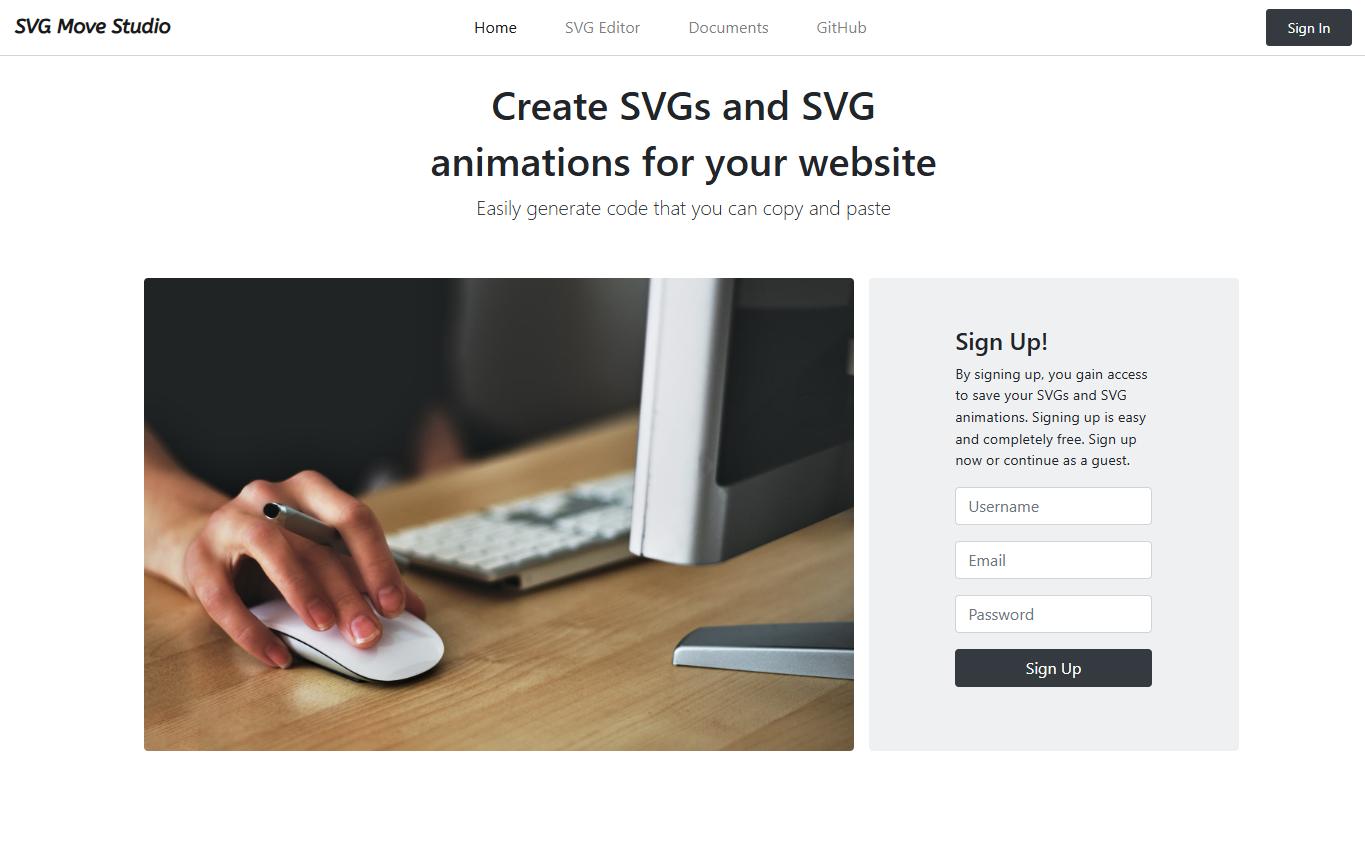 SVG Move Studio
Home
SVG Editor
Documents
GitHub
Sign In
Create SVGs and SVG
animations for your website
Easily generate code that you can copy and paste
Sign Up!
By signing up, you gain access
to save your SVGs and SVG
animations. Signing up is easy
and completely free. Sign up
now or continue as a guest.
Username
Email
Password
Sign Up